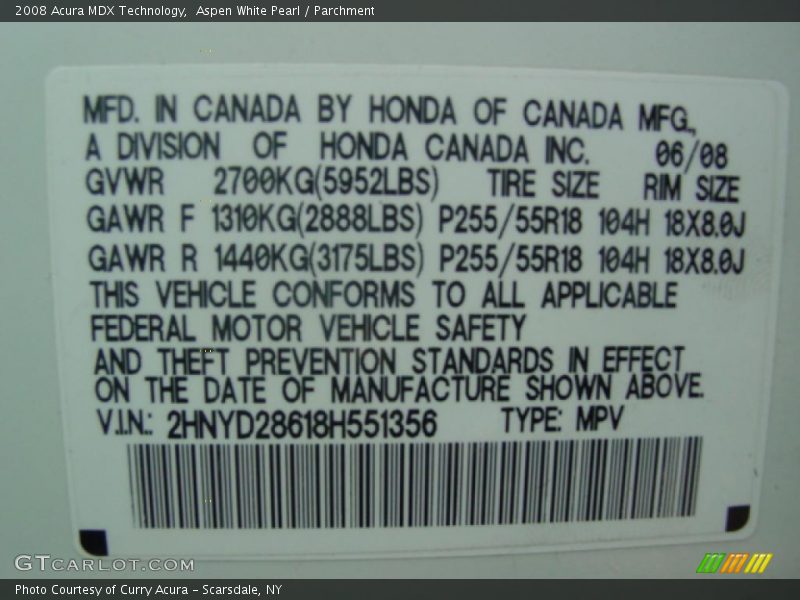 2008 Acura MDX Technology,  Aspen White Pearl / Parchment
MFD. IN CANADA BY HONDA OF CANADA MFG.,
A DIVISION OF HONDA CANADA INC. 06/08
GVWR 2700KG(5952LBS) TIRE SIZE RIM SIZE
GAWR F 1310KG(2888LBS) P255/55R18 104H 18X8.0J
GAWR R 1440KG(3175LBS) P255/55R18 104H 18X8.0J
THIS VEHICLE CONFORMS TO ALL APPLICABLE
FEDERAL MOTOR VEHICLE SAFETY
AND THEFT PREVENTION STANDARDS IN EFFECT
ON THE DATE OF MANUFACTURE SHOWN ABOVE.
V.I.N.: 2HNYD28618H551356 TYPE: MPV
GTCARLOT.COM
Photo Courtesy of Curry Acura - Scarsdale, NY